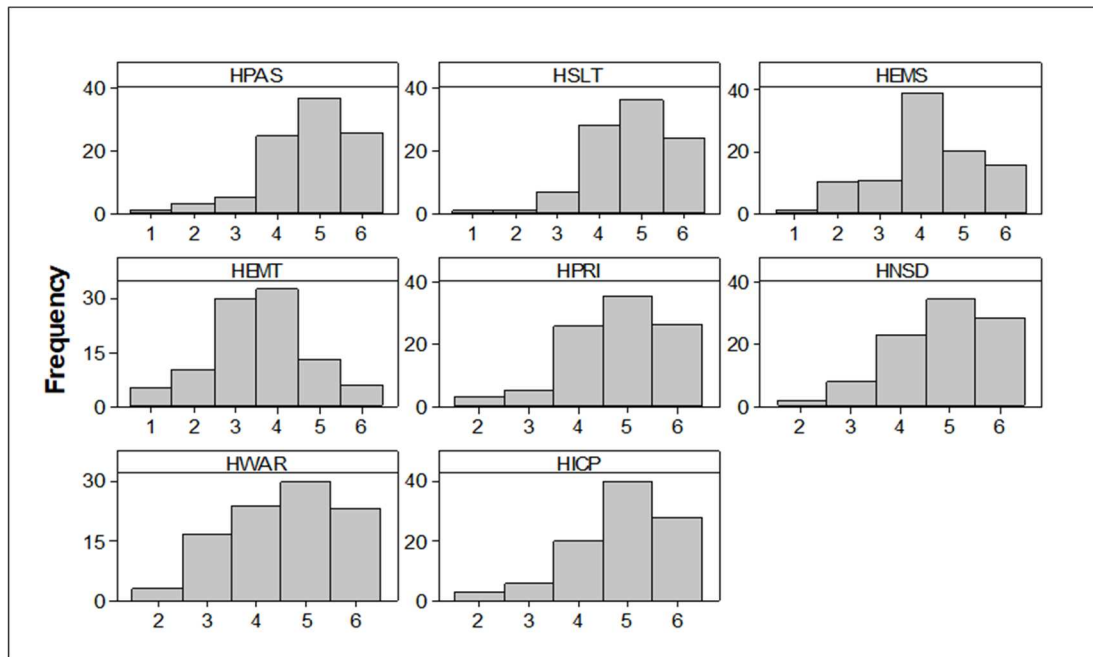 HPAS HSLT HEMS
40 40 40
20 20 20
0 0 0
1 2 3 4 5 6 1 2 3 4 5 6 1 2 3 4 5 6
Frequency
HEMT HPRI HNSD
30 40 40
15 20 20
0 0 0
1 2 3 4 5 6 2 3 4 5 6 2 3 4 5 6
HWAR HICP
30 40
15 20
0 0
2 3 4 5 6 2 3 4 5 6